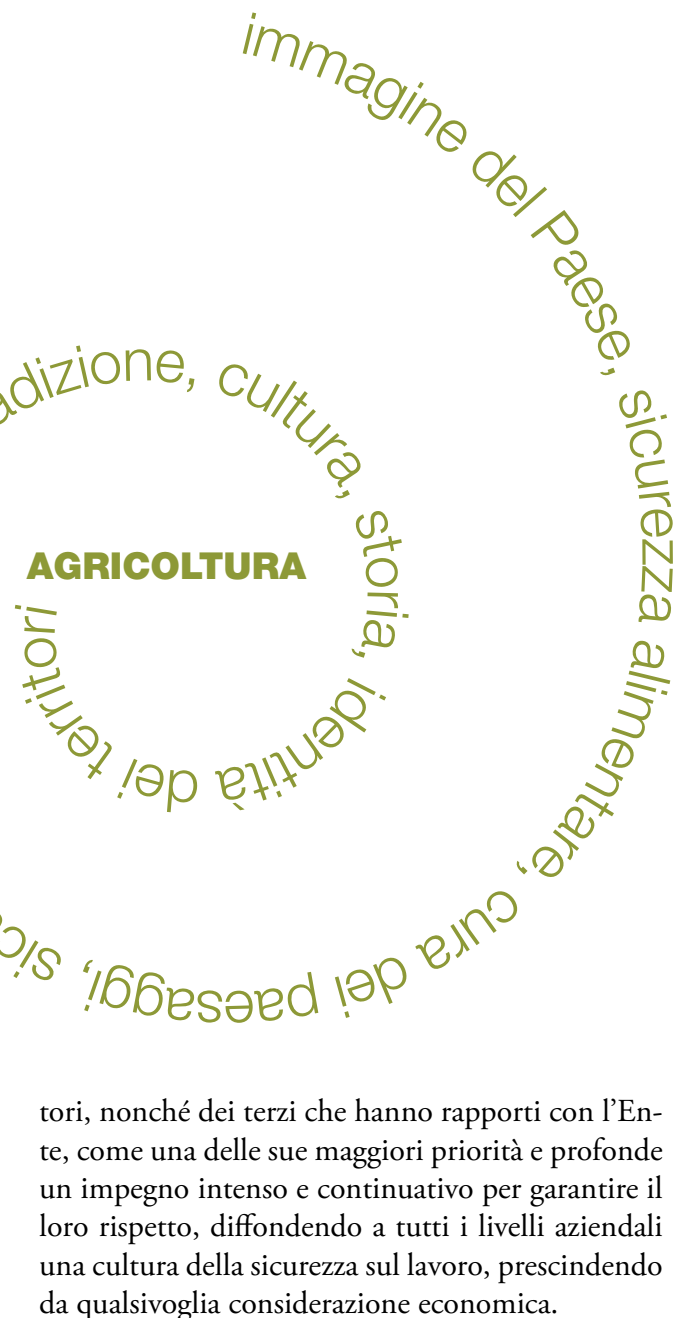 immagine del Paese, sicurezza alimentare, cura dei paesaggi,
dizione, cultura, storia, identità dei territori
AGRICOLTURA
tori, nonché dei terzi che hanno rapporti con l’En-
te, come una delle sue maggiori priorità e profonde
un impegno intenso e continuativo per garantire il
loro rispetto, diffondendo a tutti i livelli aziendali
una cultura della sicurezza sul lavoro, prescindendo
da qualsivoglia considerazione economica.